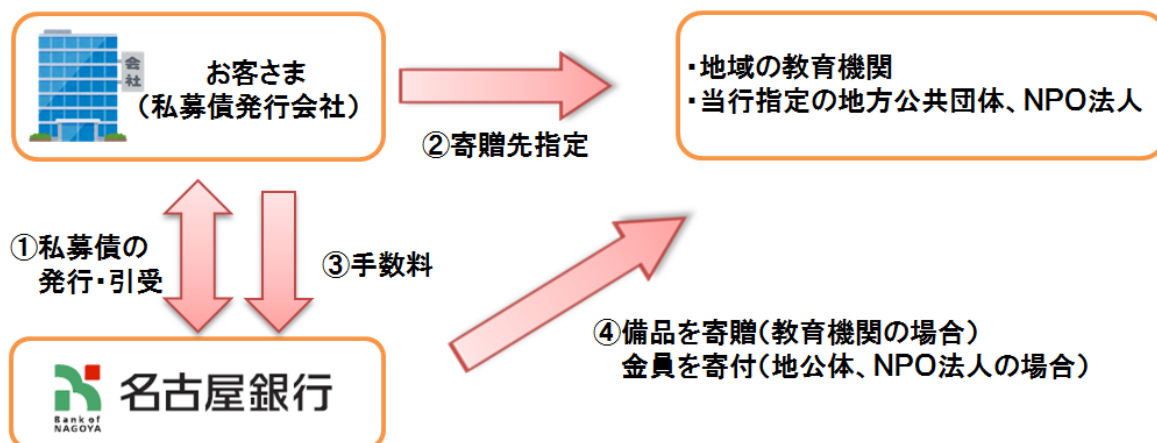 会
社
お客さま
（私募債発行会社）
・地域の教育機関
・当行指定の地方公共団体、NPO法人
②寄贈先指定
①私募債の
発行・引受
③手数料
④備品を寄贈（教育機関の場合）
金員を寄付（地公体、NPO法人の場合）
Bank of
NAGOYA
名古屋銀行